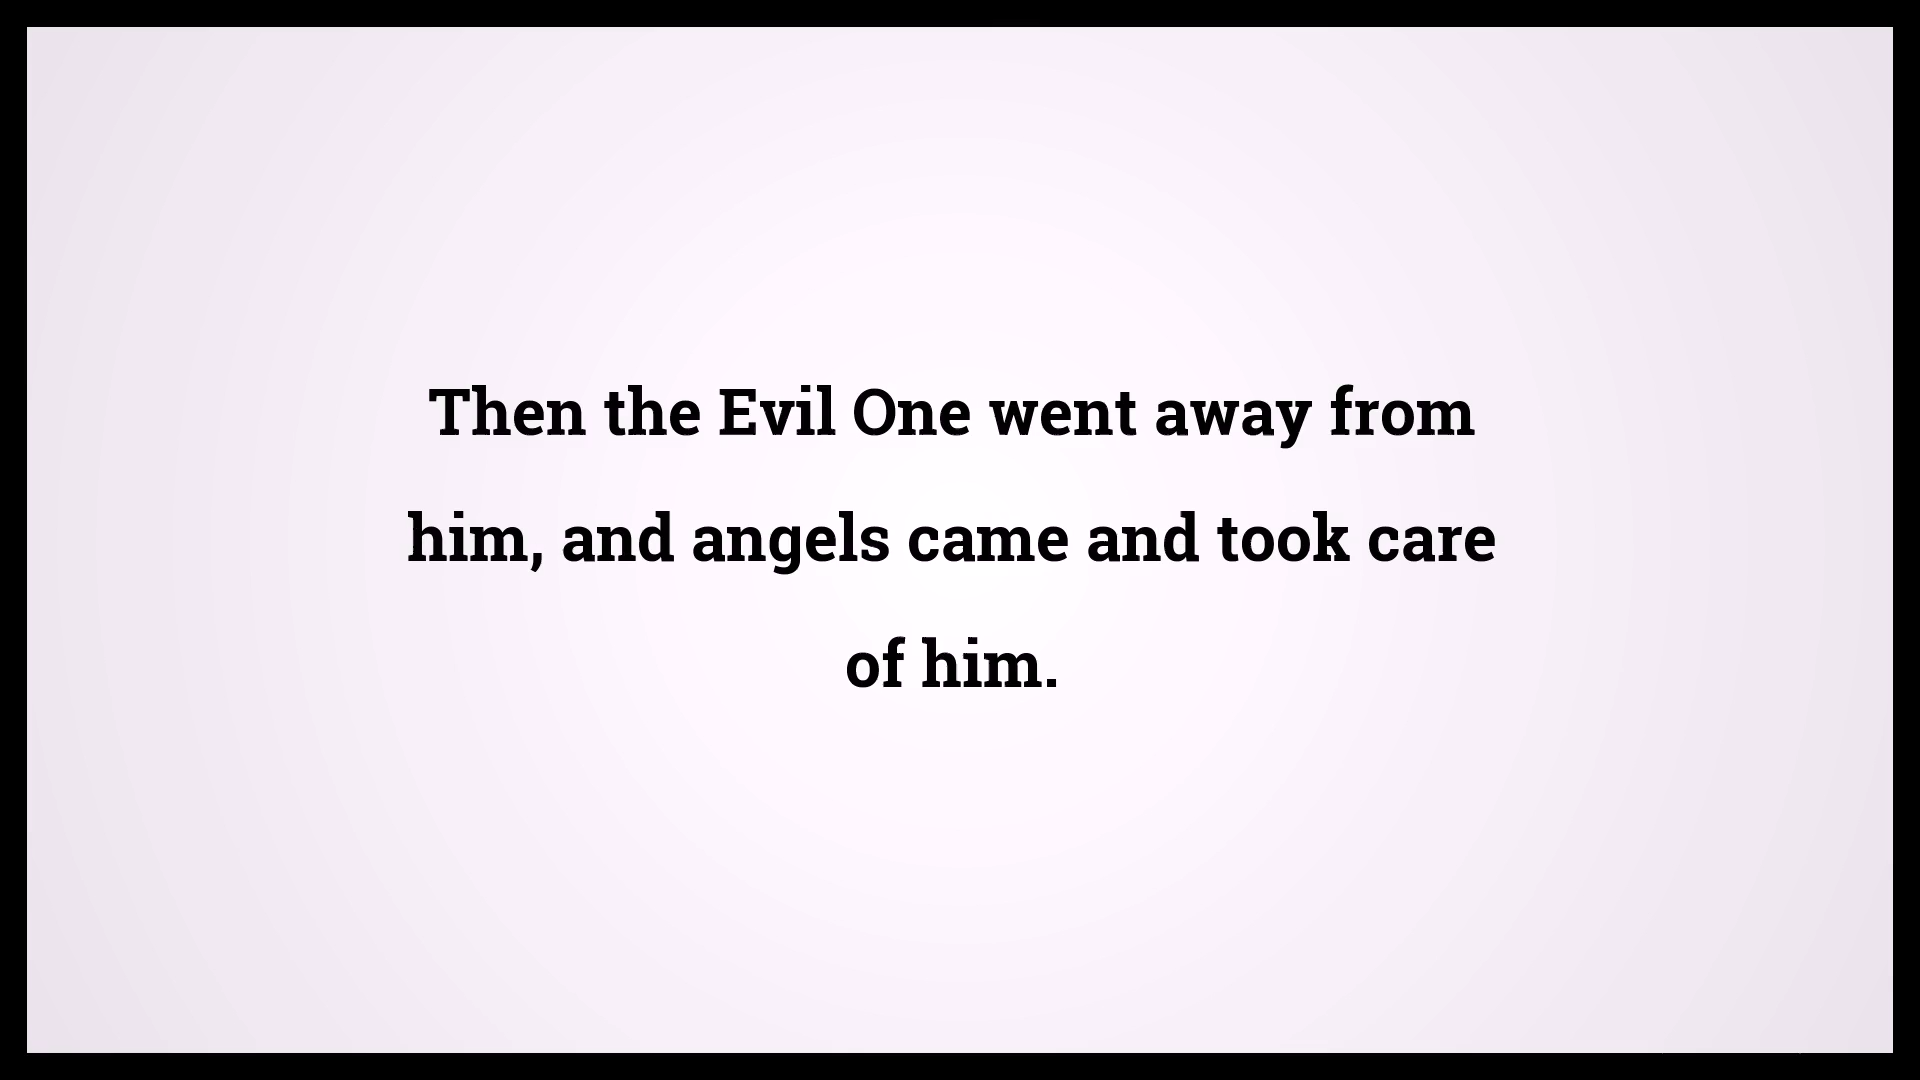 Then the Evil One went away from
him, and angels came and took care
of him.